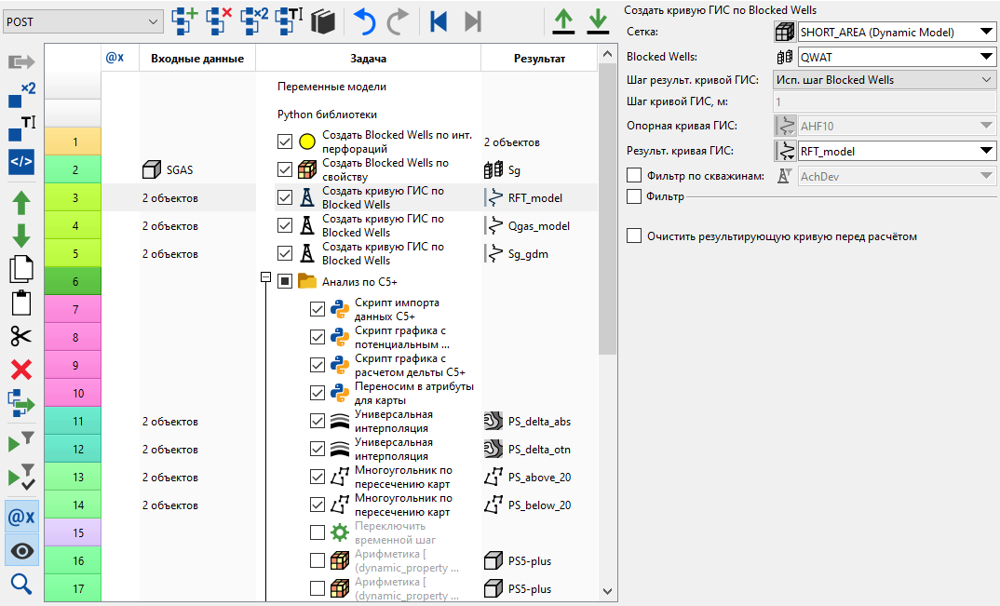 POST
Создать кривую ГИС по Blocked Wells
Сетка:
SHORT_AREA (Dynamic Model)
Blocked Wells:
QWAT
Шаг результ. кривой ГИС:
Исп. шаг Blocked Wells
Шаг кривой ГИС, м:
1
Опорная кривая ГИС:
AHF10
Результ. кривая ГИС:
RFT_model
Фильтр по скважинам:
AchDev
Фильтр
Очистить результирующую кривую перед расчётом
@x
Входные данные
Задача
Результат
Переменные модели
Python библиотеки
1
Создать Blocked Wells по инт.
перфораций
2 объектов
2
SGAS
Создать Blocked Wells по
свойству
Sg
3
2 объектов
Создать кривую ГИС по
Blocked Wells
RFT_model
4
2 объектов
Создать кривую ГИС по
Blocked Wells
Qgas_model
5
2 объектов
Создать кривую ГИС по
Blocked Wells
Sg_gdm
6
Анализ по C5+
7
Скрипт импорта
данных C5+
8
Скрипт графика с
потенциальным ...
9
Скрипт графика с
расчетом дельты C5+
10
Переносим в атрибуты
для карты
11
2 объектов
Универсальная
интерполяция
PS_delta_abs
12
2 объектов
Универсальная
интерполяция
PS_delta_otn
13
2 объектов
Многоугольник по
пересечению карт
PS_above_20
14
2 объектов
Многоугольник по
пересечению карт
PS_below_20
15
Переключить
временной шаг
16
Арифметика [
(dynamic_property ...
PS5-plus
17
Арифметика [
(dynamic_property ...
PS5-plus
x2
TI
x2
TI
</>
@x